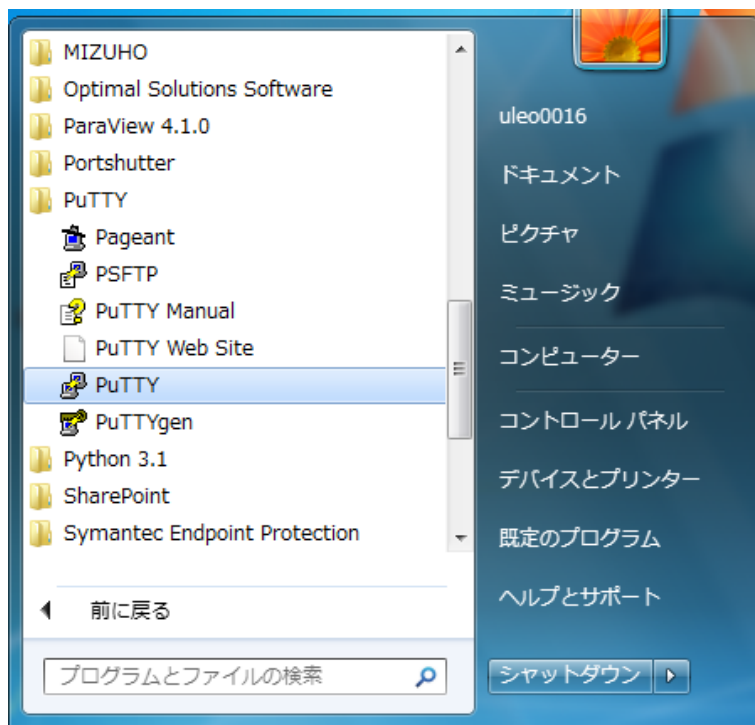 MIZUHO
Optimal Solutions Software
ParaView 4.1.0
Portshutter
PuTTY
Pageant
PSFTP
PuTTY Manual
PuTTY Web Site
PuTTY
PuTTYgen
Python 3.1
SharePoint
Symantec Endpoint Protection
前に戻る
プログラムとファイルの検索
uleo0016
ドキュメント
ピクチャ
ミュージック
コンピューター
コントロール パネル
デバイスとプリンター
既定のプログラム
ヘルプとサポート
シャットダウン